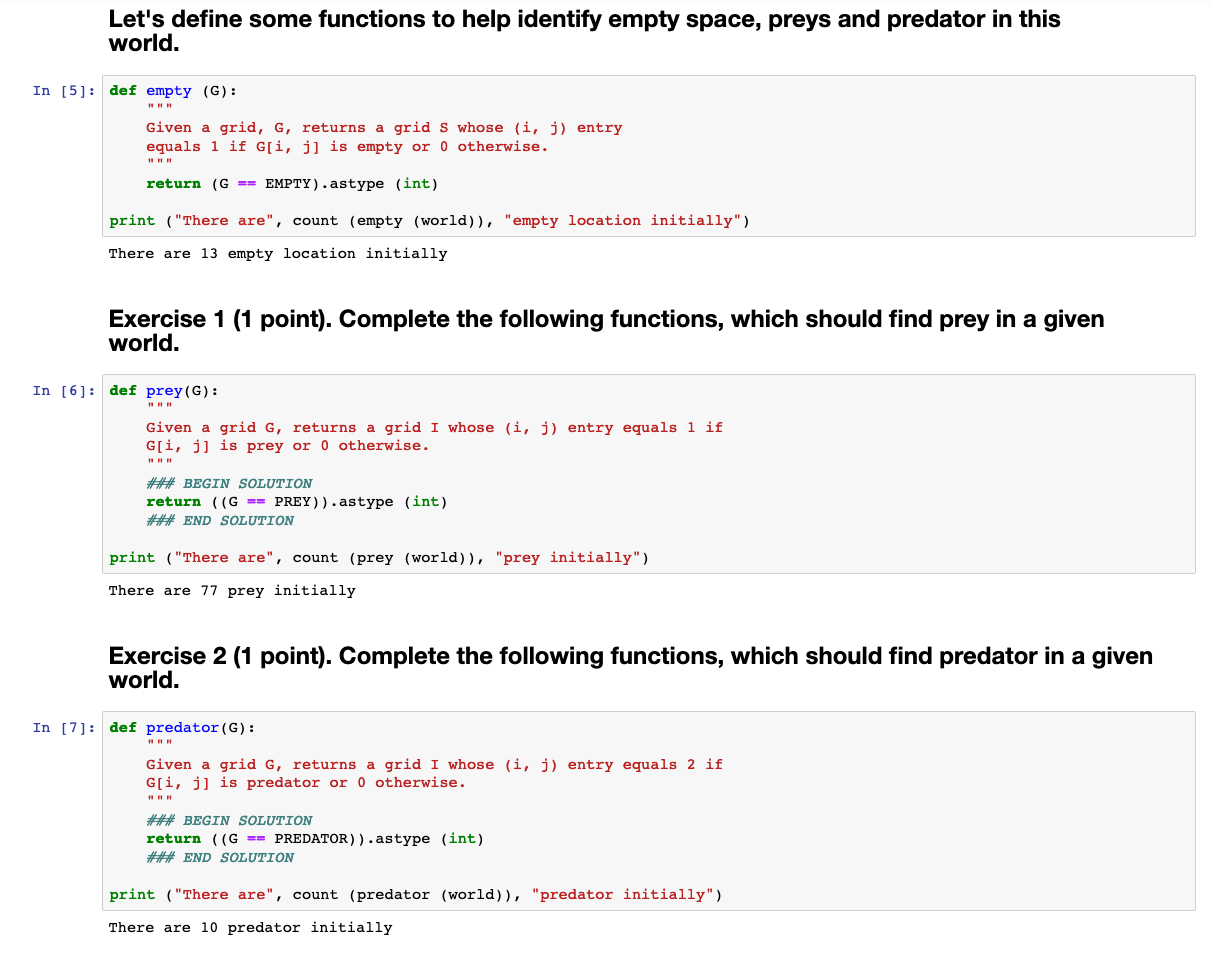 Let's define some functions to help identify empty space, preys and predator in this
world.
In [5]: def empty (G):
"""
Given a grid, G, returns a grid S whose (i, j) entry
equals 1 if G[i, j] is empty or 0 otherwise.
"""
return (G == EMPTY).astype (int)
print ("There are", count (empty (world)), "empty location initially")
There are 13 empty location initially
Exercise 1 (1 point). Complete the following functions, which should find prey in a given
world.
In [6]: def prey(G):
"""
Given a grid G, returns a grid I whose (i, j) entry equals 1 if
G[i, j] is prey or 0 otherwise.
"""
### BEGIN SOLUTION
return ((G == PREY)).astype (int)
### END SOLUTION
print ("There are", count (prey (world)), "prey initially")
There are 77 prey initially
Exercise 2 (1 point). Complete the following functions, which should find predator in a given
world.
In [7]: def predator(G):
"""
Given a grid G, returns a grid I whose (i, j) entry equals 2 if
G[i, j] is predator or 0 otherwise.
"""
### BEGIN SOLUTION
return ((G == PREDATOR)).astype (int)
### END SOLUTION
print ("There are", count (predator (world)), "predator initially")
There are 10 predator initially